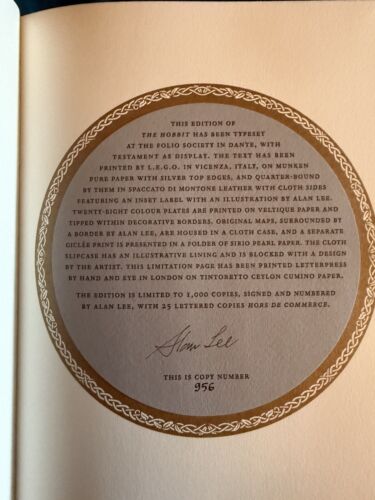 THIS EDITION OF
THE HOBBIT HAS BEEN TYPESET
AT THE FOLIO SOCIETY IN DANTE, WITH
TESTAMENT AS DISPLAY. THE TEXT HAS BEEN
PRINTED BY L.E.G.O. IN VICENZA, ITALY, ON MUNKEN
PURE PAPER WITH SILVER TOP EDGES, AND QUARTER-BOUND
BY THEM IN SPACCATO DI MONTONE LEATHER WITH CLOTH SIDES
FEATURING AN INSET LABEL WITH AN ILLUSTRATION BY ALAN LEE.
TWENTY-EIGHT COLOUR PLATES ARE PRINTED ON VELTIQUE PAPER AND
TIPPED WITHIN DECORATIVE BORDERS. ORIGINAL MAPS, SURROUNDED BY
A BORDER BY ALAN LEE, ARE HOUSED IN A CLOTH CASE, AND A SEPARATE
GICLÉE PRINT IS PRESENTED IN A FOLDER OF SIRIO PEARL PAPER. THE CLOTH
SLIPCASE HAS AN ILLUSTRATIVE LINING AND IS BLOCKED WITH A DESIGN
BY THE ARTIST. THIS LIMITATION PAGE HAS BEEN PRINTED LETTERPRESS
BY HAND AND EYE IN LONDON ON TINTORETTO CEYLON CUMINO PAPER.
THE EDITION IS LIMITED TO 1,000 COPIES, SIGNED AND NUMBERED
BY ALAN LEE, WITH 25 LETTERED COPIES HORS DE COMMERCE.
Alan Lee
THIS IS COPY NUMBER
956